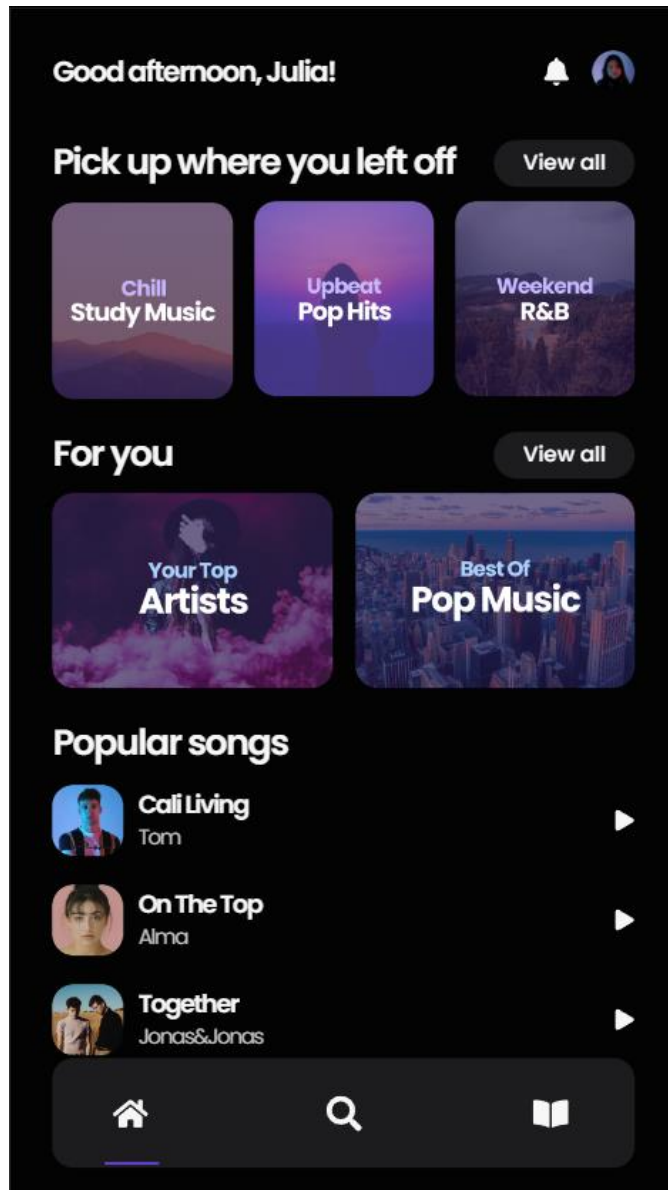 Good afternoon, Julia!
Pick up where you left off
View all
Chill
Study Music
Upbeat
Pop Hits
Weekend
R&B
For you
View all
Your Top
Artists
Best Of
Pop Music
Popular songs
Cali Living
Tom
On The Top
Alma
Together
Jonas&Jonas